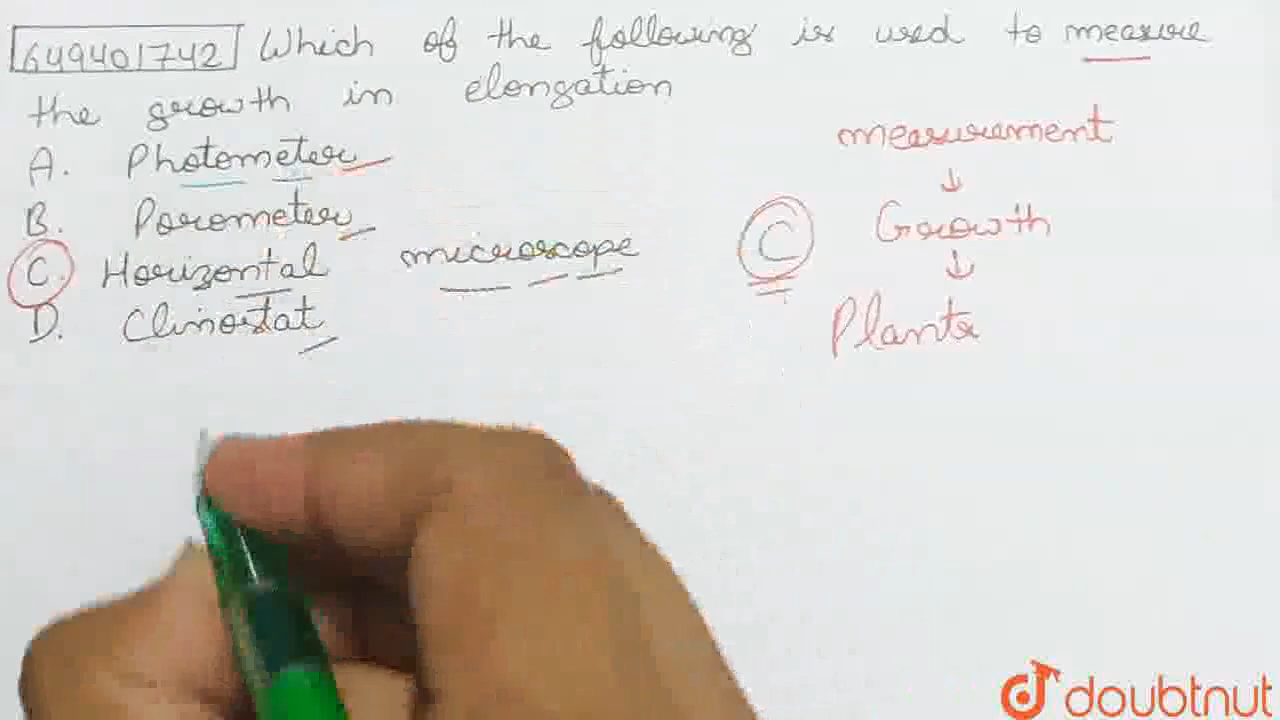 649401742 Which of the following is used to measure
the growth in elongation
A. Photometer
B. Porometer
C. Horizontal microscope
D. Clinostat
measurement
↓
Growth
↓
Plants
C
doubtnut